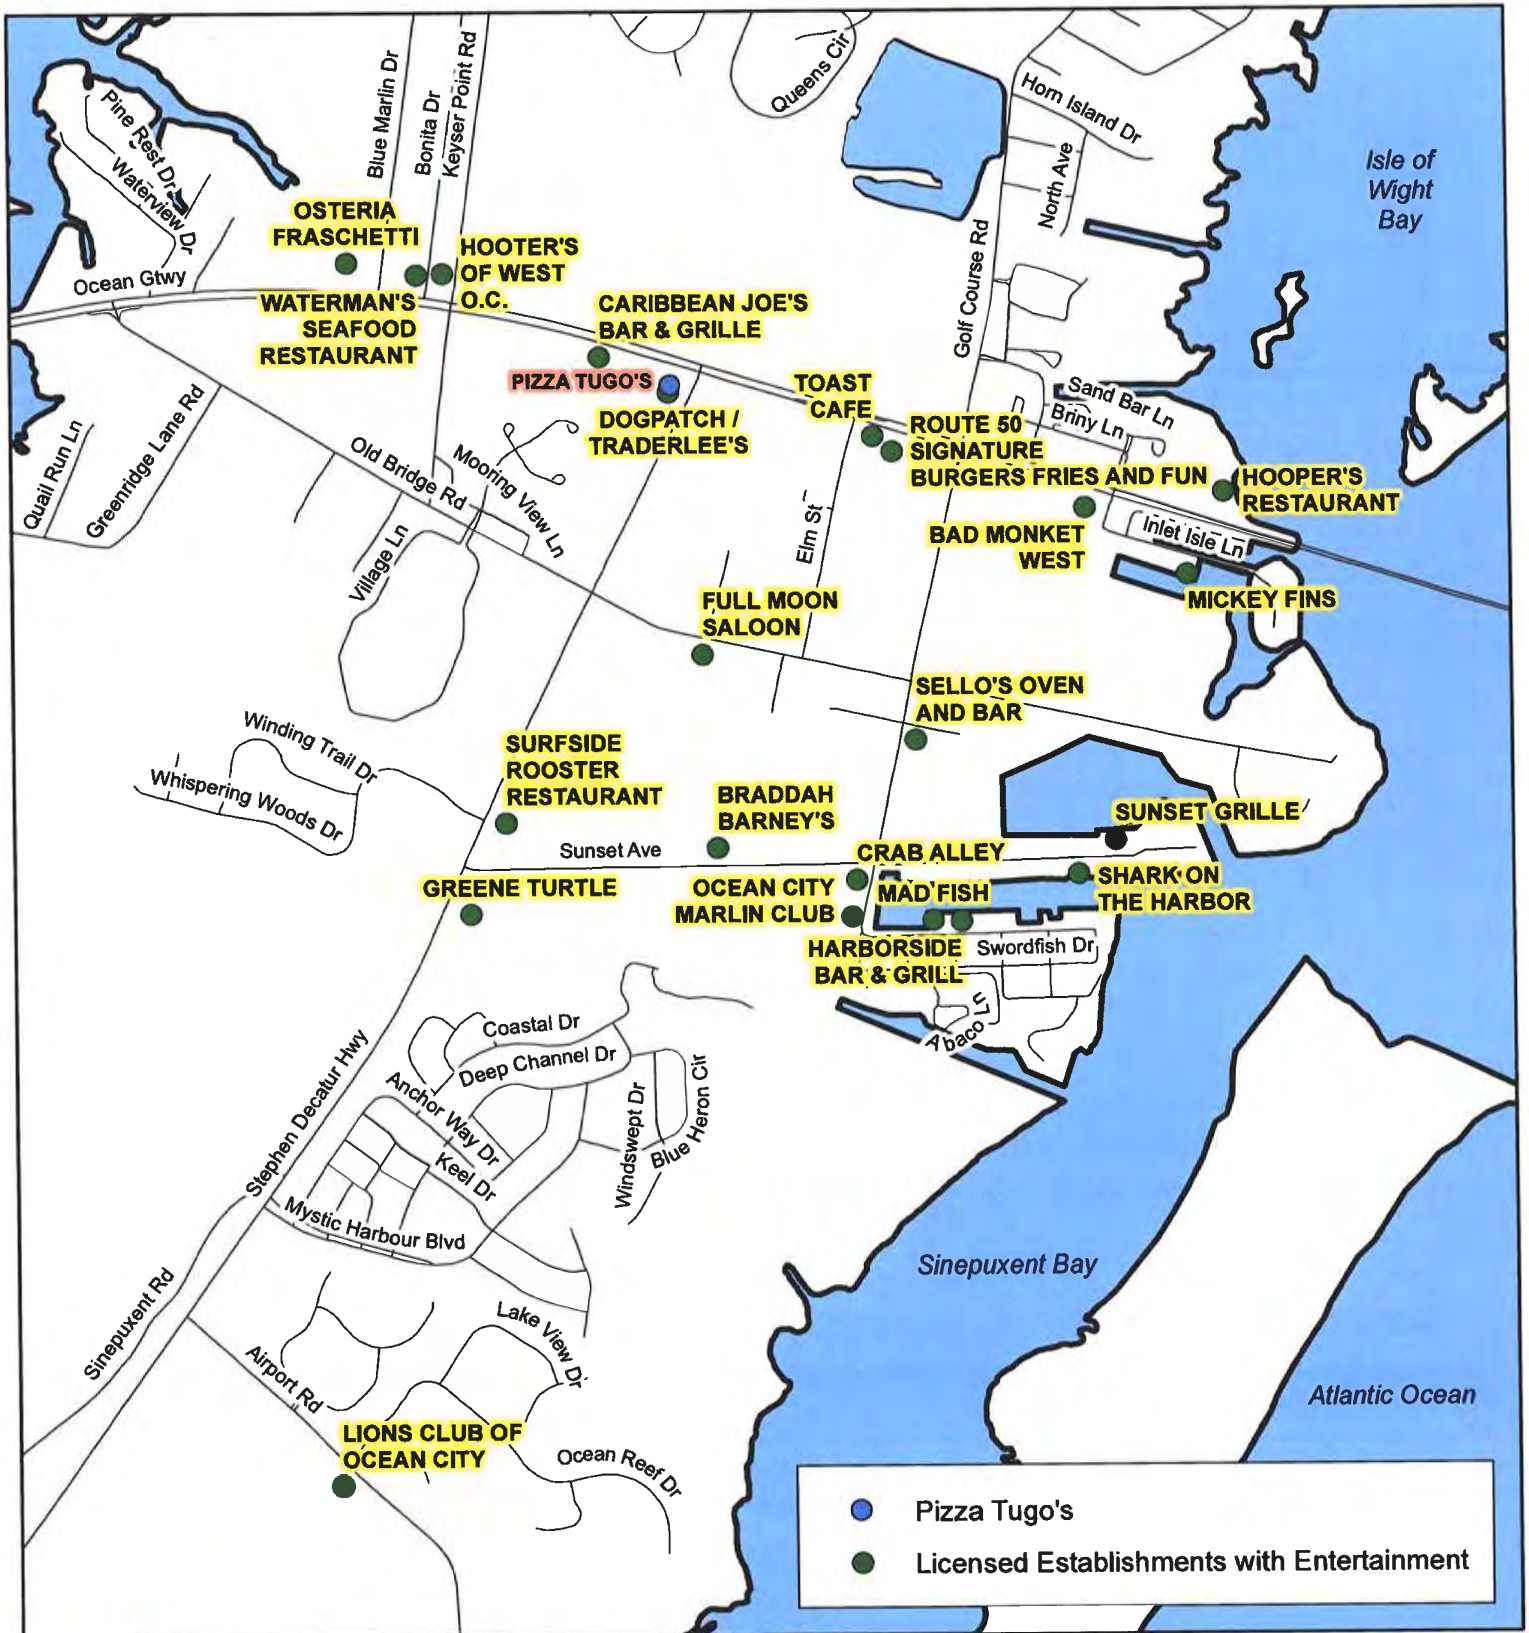 Queens Cir
Blue Marlin Dr
Bonita Dr
Keyser Point Rd
Horn Island Dr
Pine Rest Dr
Waterview Dr
North Ave
Isle of
Wight
Bay
OSTERIA
FRASCHETTI
HOOTER'S
OF WEST
O.C.
Ocean Gtwy
Golf Course Rd
WATERMAN'S
SEAFOOD
RESTAURANT
CARIBBEAN JOE'S
BAR & GRILLE
PIZZA TUGO'S
DOGPATCH /
TRADERLEE'S
TOAST
CAFE
Sand Bar Ln
Briny Ln
ROUTE 50
SIGNATURE
BURGERS FRIES AND FUN
HOOPER'S
RESTAURANT
Quail Run Ln
Greenridge Lane Rd
Old Bridge Rd
Mooring View Ln
Village Ln
Elm St
BAD MONKET
WEST
Inlet Isle Ln
MICKEY FINS
FULL MOON
SALOON
SELLO'S OVEN
AND BAR
Winding Trail Dr
Whispering Woods Dr
SURFSIDE
ROOSTER
RESTAURANT
BRADDAH
BARNEY'S
SUNSET GRILLE
Sunset Ave
CRAB ALLEY
GREENE TURTLE
OCEAN CITY
MARLIN CLUB
MAD FISH
SHARK ON
THE HARBOR
HARBORSIDE
BAR & GRILL
Swordfish Dr
Abaco Ln
Coastal Dr
Deep Channel Dr
Anchor Way Dr
Keel Dr
Windswept Dr
Blue Heron Cir
Stephen Decatur Hwy
Mystic Harbour Blvd
Sinepuxent Bay
Sinepuxent Rd
Lake View Dr
Airport Rd
Atlantic Ocean
LIONS CLUB OF
OCEAN CITY
Ocean Reef Dr
Pizza Tugo's
Licensed Establishments with Entertainment